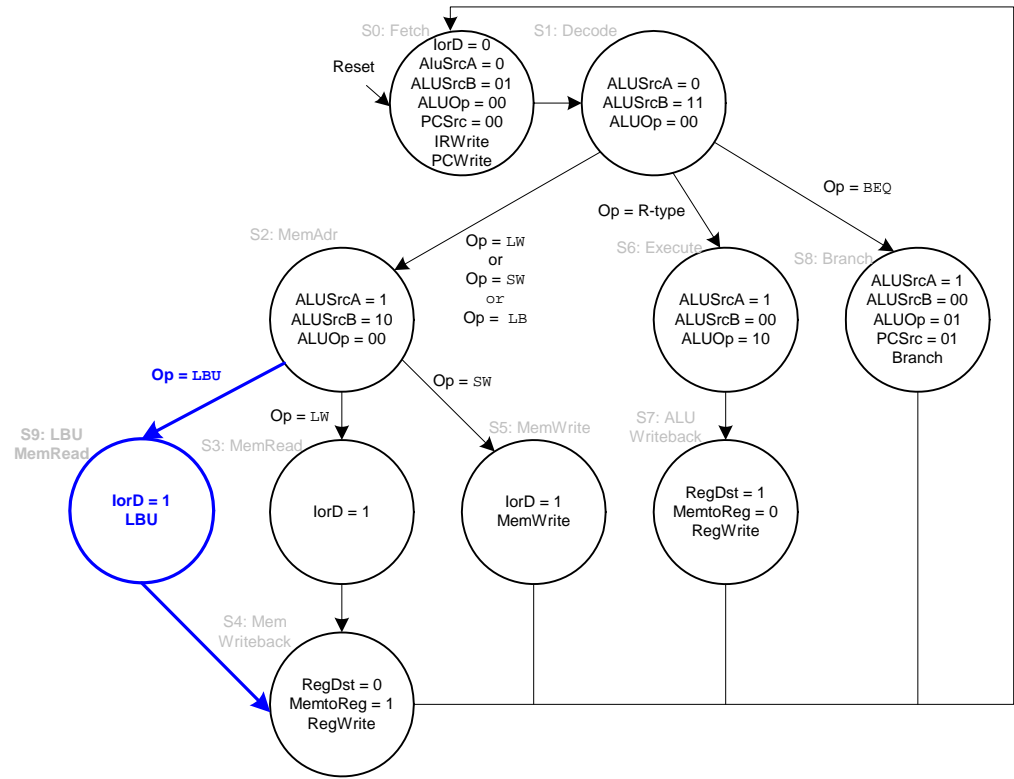 S0: Fetch
S1: Decode
Reset
IorD = 0
AluSrcA = 0
ALUSrcB = 01
ALUOp = 00
PCSrc = 00
IRWrite
PCWrite
ALUSrcA = 0
ALUSrcB = 11
ALUOp = 00
Op = BEQ
Op = R-type
S2: MemAdr
Op = LW
or
Op = SW
or
Op = LB
S6: Execute
S8: Branch
ALUSrcA = 1
ALUSrcB = 10
ALUOp = 00
ALUSrcA = 1
ALUSrcB = 00
ALUOp = 10
ALUSrcA = 1
ALUSrcB = 00
ALUOp = 01
PCSrc = 01
Branch
Op = LBU
Op = SW
Op = LW
S9: LBU
MemRead
S3: MemRead
S5: MemWrite
S7: ALU
Writeback
IorD = 1
LBU
IorD = 1
IorD = 1
MemWrite
RegDst = 1
MemtoReg = 0
RegWrite
S4: Mem
Writeback
RegDst = 0
MemtoReg = 1
RegWrite